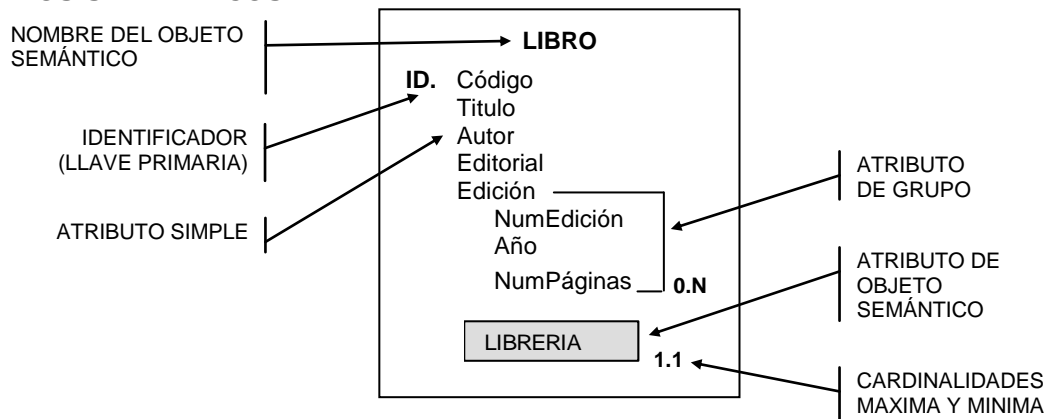 NOMBRE DEL OBJETO
SEMÁNTICO
IDENTIFICADOR
(LLAVE PRIMARIA)
ATRIBUTO SIMPLE
LIBRO
ID. Código
Titulo
Autor
Editorial
Edición
NumEdición
Año
NumPáginas 0.N
LIBRERIA
1.1
ATRIBUTO
DE GRUPO
ATRIBUTO DE
OBJETO
SEMÁNTICO
CARDINALIDADES
MAXIMA Y MINIMA